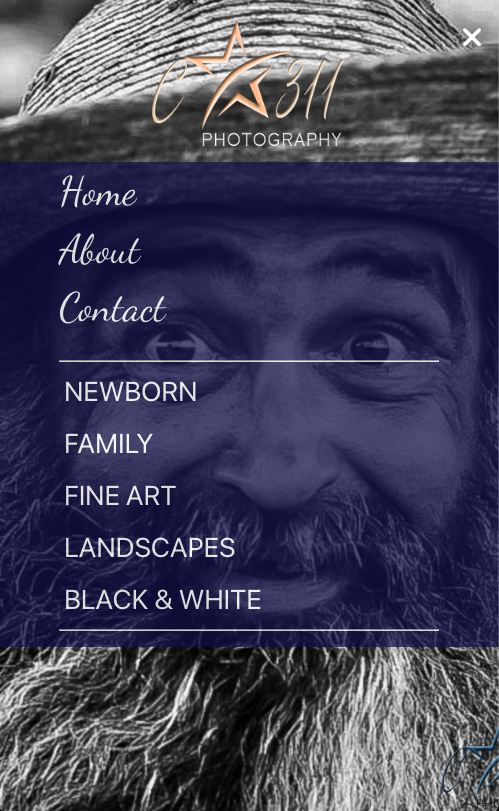 C 311
PHOTOGRAPHY
Home
About
Contact
NEWBORN
FAMILY
FINE ART
LANDSCAPES
BLACK & WHITE